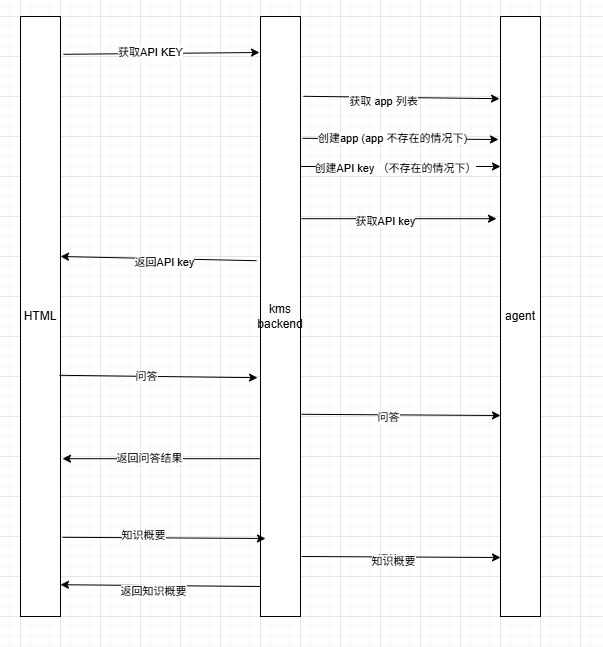 获取API KEY
获取 app 列表
创建app (app 不存在的情况下)
创建API key （不存在的情况下）
获取API key
返回API key
HTML
kms
backend
agent
问答
问答
返回问答结果
知识概要
知识概要
返回知识概要